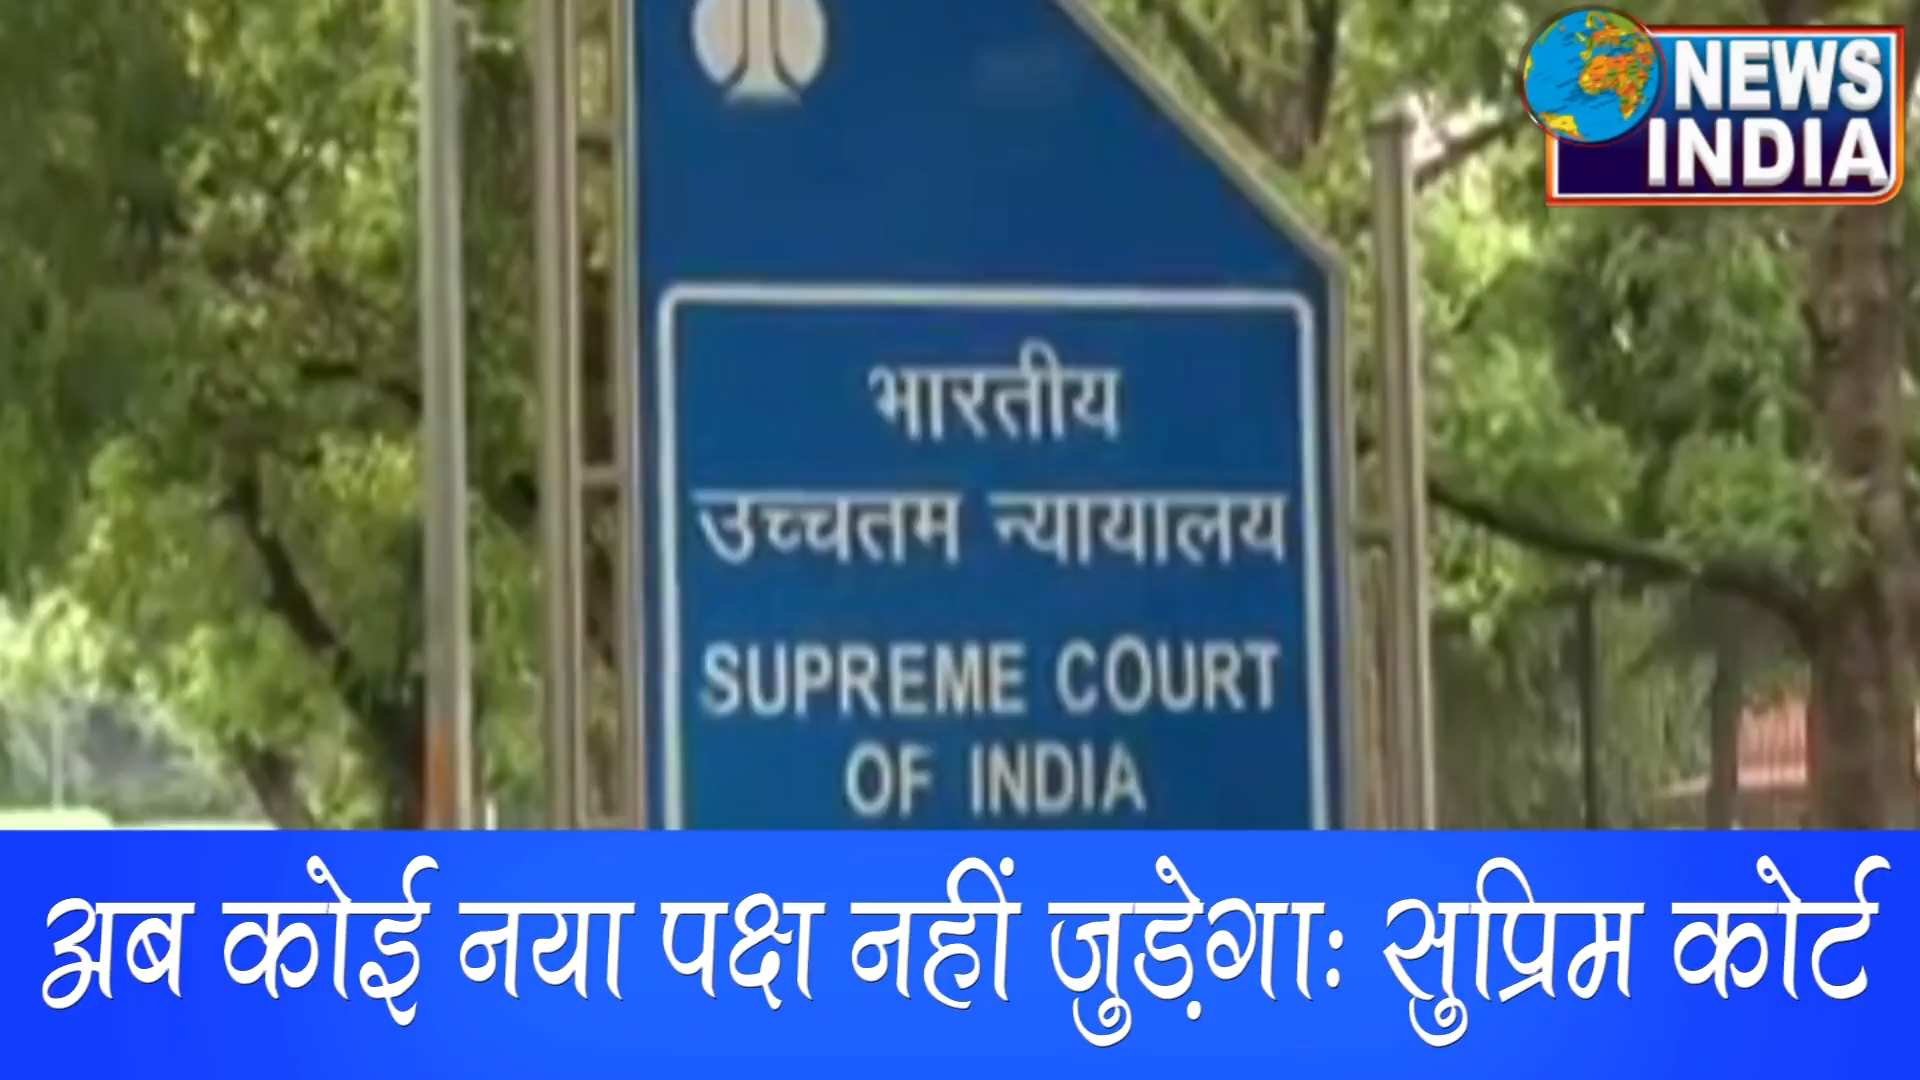 NEWS
INDIA
भारतीय
उच्चतम न्यायालय
SUPREME COURT
OF INDIA
अब कोई नया पक्ष नहीं जुड़ेगा: सुप्रिम कोर्ट